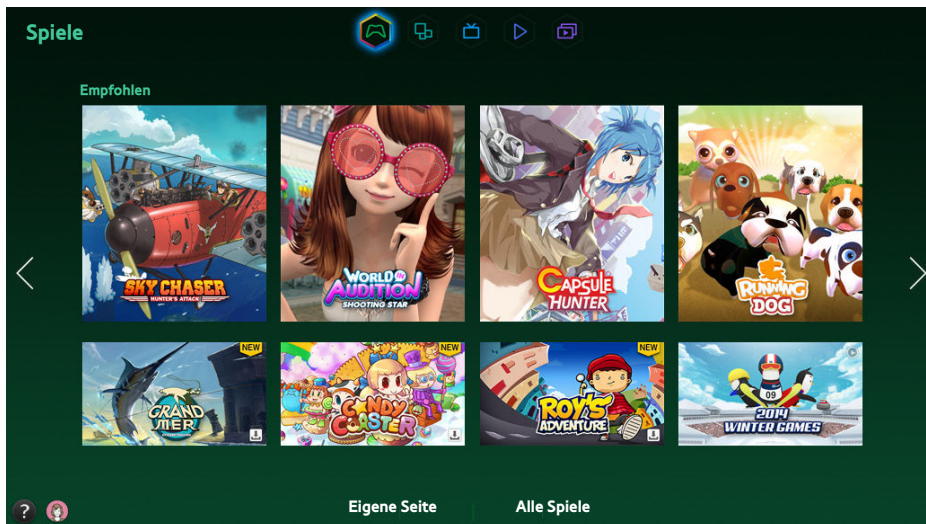 Spiele
Empfohlen
SKY CHASER
HUNTER'S ATTACK
WORLD IN
AUDITION
SHOOTING STAR
CAPSULE
HUNTER
RUNNING
DOG
NEW
GRAND
MER
NEW
CANDY
COASTER
NEW
ROY'S
ADVENTURE
09
2014
WINTER GAMES
?
Eigene Seite
Alle Spiele